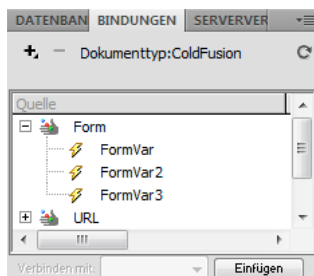 DATENBAN BINDUNGEN SERVERVER
Dokumenttyp:ColdFusion
Quelle
Form
FormVar
FormVar2
FormVar3
URL
Verbinden mit: Einfügen